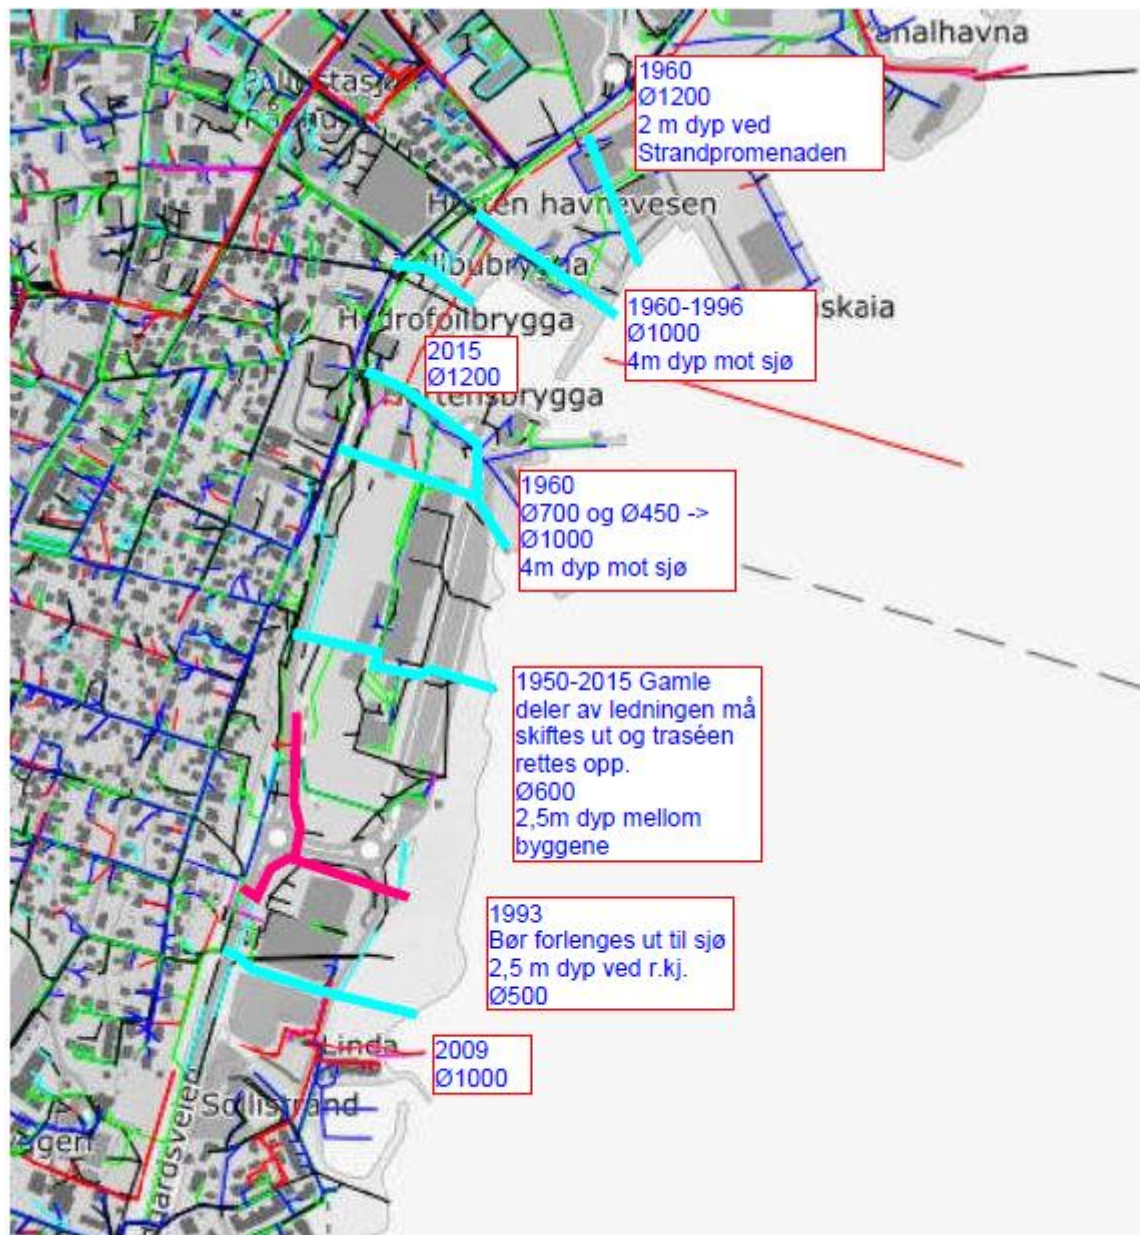 1960
Ø1200
2 m dyp ved
Strandpromenaden
Horten havnevesen
1960-1996
Ø1000
4m dyp mot sjø
2015
Ø1200
1960
Ø700 og Ø450 ->
Ø1000
4m dyp mot sjø
1950-2015 Gamle
deler av ledningen må
skiftes ut og traséen
rettes opp.
Ø600
2,5m dyp mellom
byggene
1993
Bør forlenges ut til sjø
2,5 m dyp ved r.kj.
Ø500
Linda
2009
Ø1000
Sollistrand
Hydrofoilbrygga